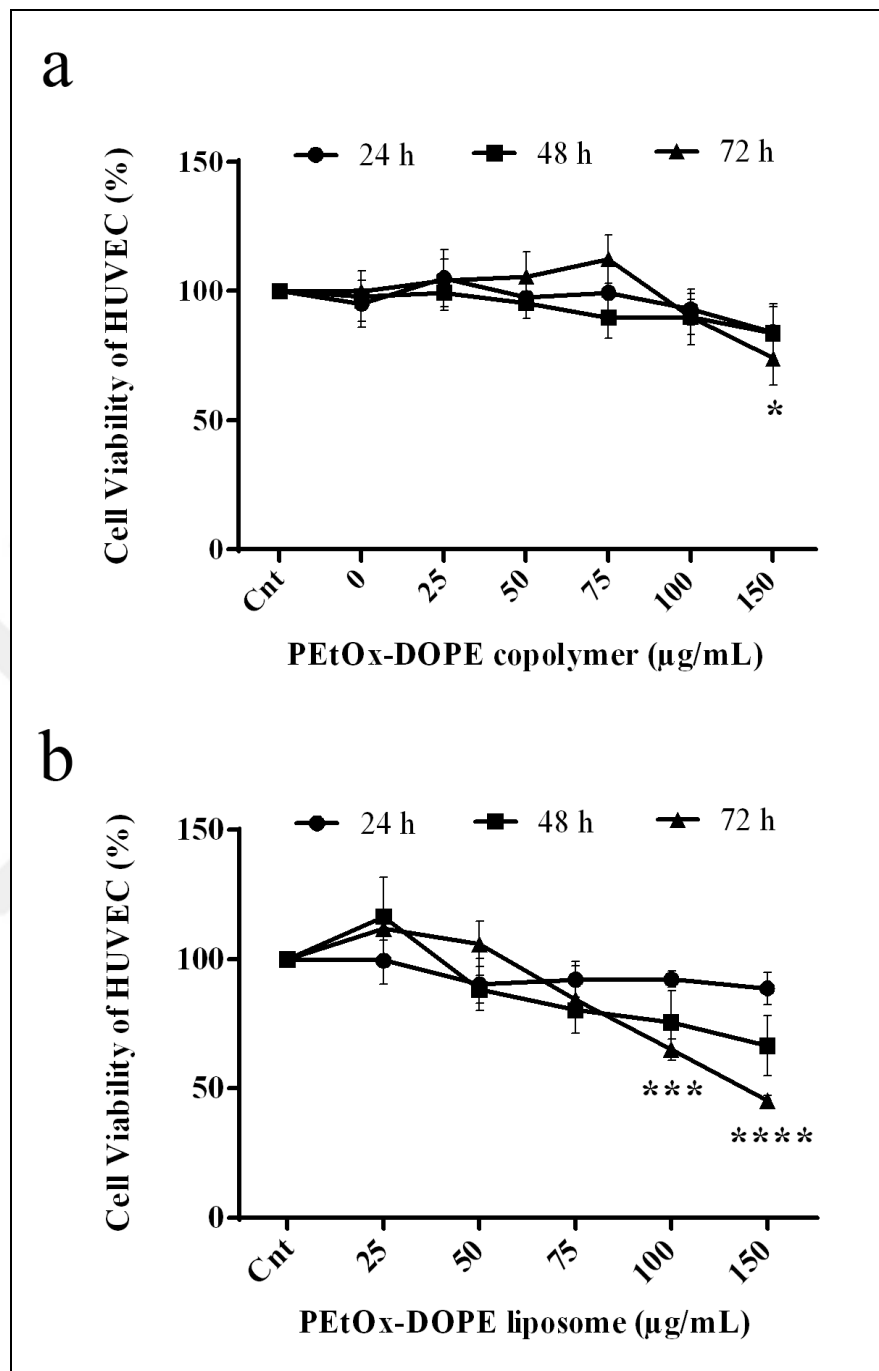 a
24 h 48 h 72 h
150
100
50
0
Cell Viability of HUVEC (%)
Cnt 0 25 50 75 100 150
*
PEtOx-DOPE copolymer (µg/mL)
b
24 h 48 h 72 h
150
100
50
0
Cell Viability of HUVEC (%)
***
****
Cnt 25 50 75 100 150
PEtOx-DOPE liposome (µg/mL)